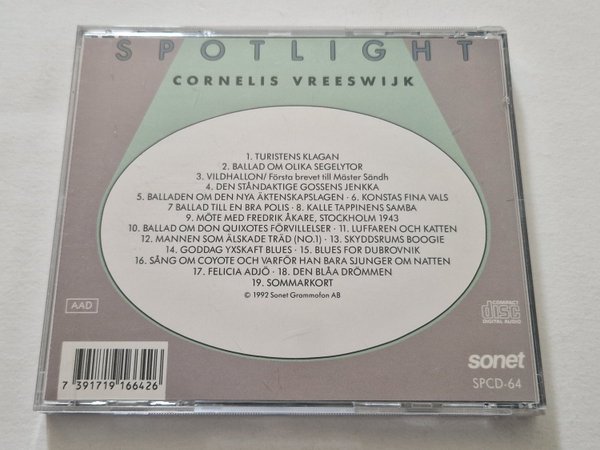 SPOTLIGHT
CORNELIS VREESWIJK
1. TURISTENS KLAGAN
2. BALLAD OM OLIKA SEGELYTOR
3. VILDHALLON/ Första brevet till Mäster Sändh
4. DEN STÅNDAKTIGE GOSSENS JENKKA
5. BALLADEN OM DEN NYA ÄKTENSKAPSLAGEN · 6. KONSTAS FINA VALS
7 BALLAD TILL EN BRA POLIS · 8. KALLE TAPPINENS SAMBA
9. MÖTE MED FREDRIK ÅKARE, STOCKHOLM 1943
10. BALLAD OM DON QUIXOTES FÖRVILLELSER · 11. LUFFAREN OCH KATTEN
12. MANNEN SOM ÄLSKADE TRÄD (NO.1) · 13. SKYDDSRUMS BOOGIE
14. GODDAG YXSKAFT BLUES · 15. BLUES FOR DUBROVNIK
16. SÅNG OM COYOTE OCH VARFÖR HAN BARA SJUNGER OM NATTEN
17. FELICIA ADJÖ · 18. DEN BLÅA DRÖMMEN
19. SOMMARKORT
© 1992 Sonet Grammofon AB
AAD
COMPACT
disc
DIGITAL AUDIO
7 391719 166426
sonet
SPCD-64